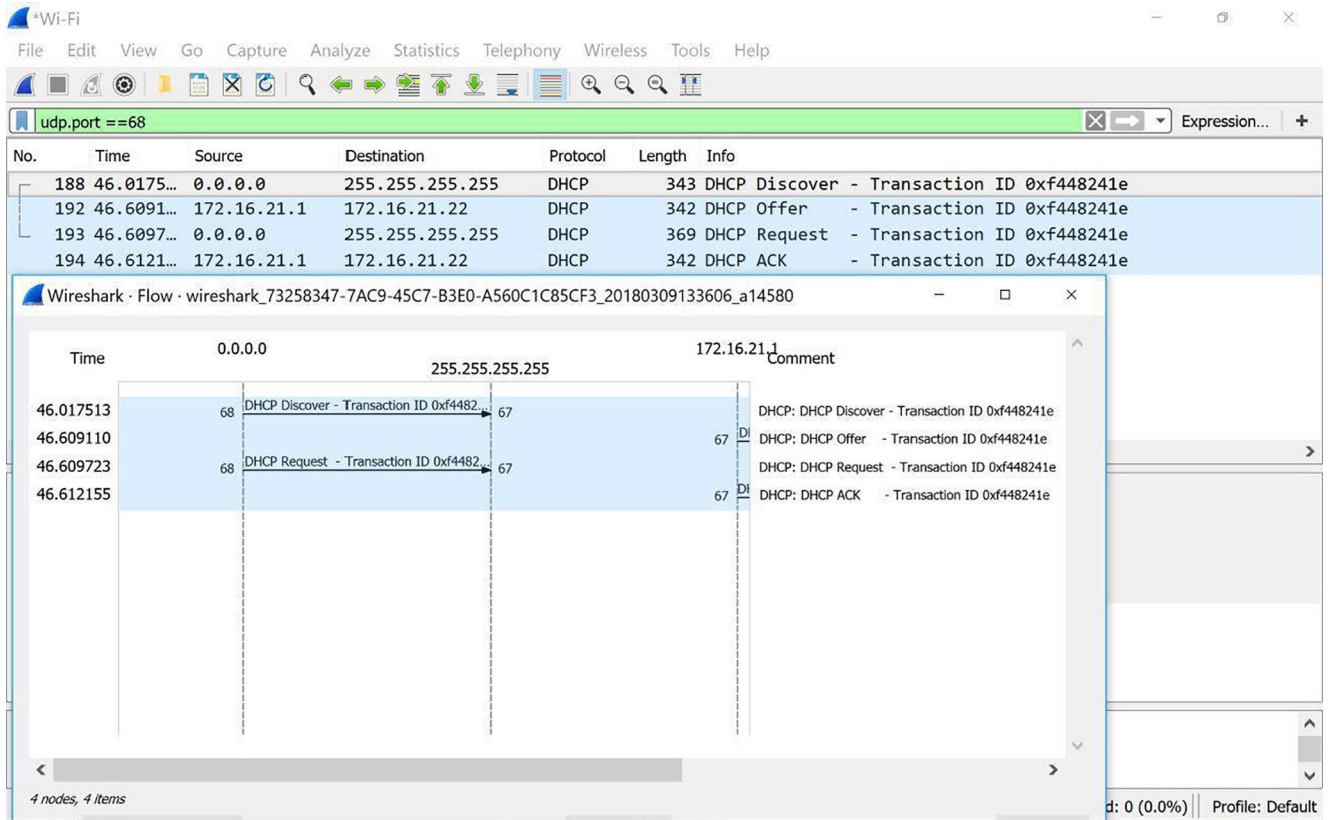 *Wi-Fi
File Edit View Go Capture Analyze Statistics Telephony Wireless Tools Help
udp.port ==68 Expression... +
No. Time Source Destination Protocol Length Info
188 46.0175... 0.0.0.0 255.255.255.255 DHCP 343 DHCP Discover - Transaction ID 0xf448241e
192 46.6091... 172.16.21.1 172.16.21.22 DHCP 342 DHCP Offer - Transaction ID 0xf448241e
193 46.6097... 0.0.0.0 255.255.255.255 DHCP 369 DHCP Request - Transaction ID 0xf448241e
194 46.6121... 172.16.21.1 172.16.21.22 DHCP 342 DHCP ACK - Transaction ID 0xf448241e
Wireshark · Flow · wireshark_73258347-7AC9-45C7-B3E0-A560C1C85CF3_20180309133606_a14580
0.0.0.0 172.16.21.1
Time 255.255.255.255 Comment
46.017513 68 DHCP Discover - Transaction ID 0xf4482... 67 DHCP: DHCP Discover - Transaction ID 0xf448241e
46.609110 67 DHCP: DHCP Offer - Transaction ID 0xf448241e
46.609723 68 DHCP Request - Transaction ID 0xf4482... 67 DHCP: DHCP Request - Transaction ID 0xf448241e
46.612155 67 DHCP: DHCP ACK - Transaction ID 0xf448241e
4 nodes, 4 items
d: 0 (0.0%) Profile: Default